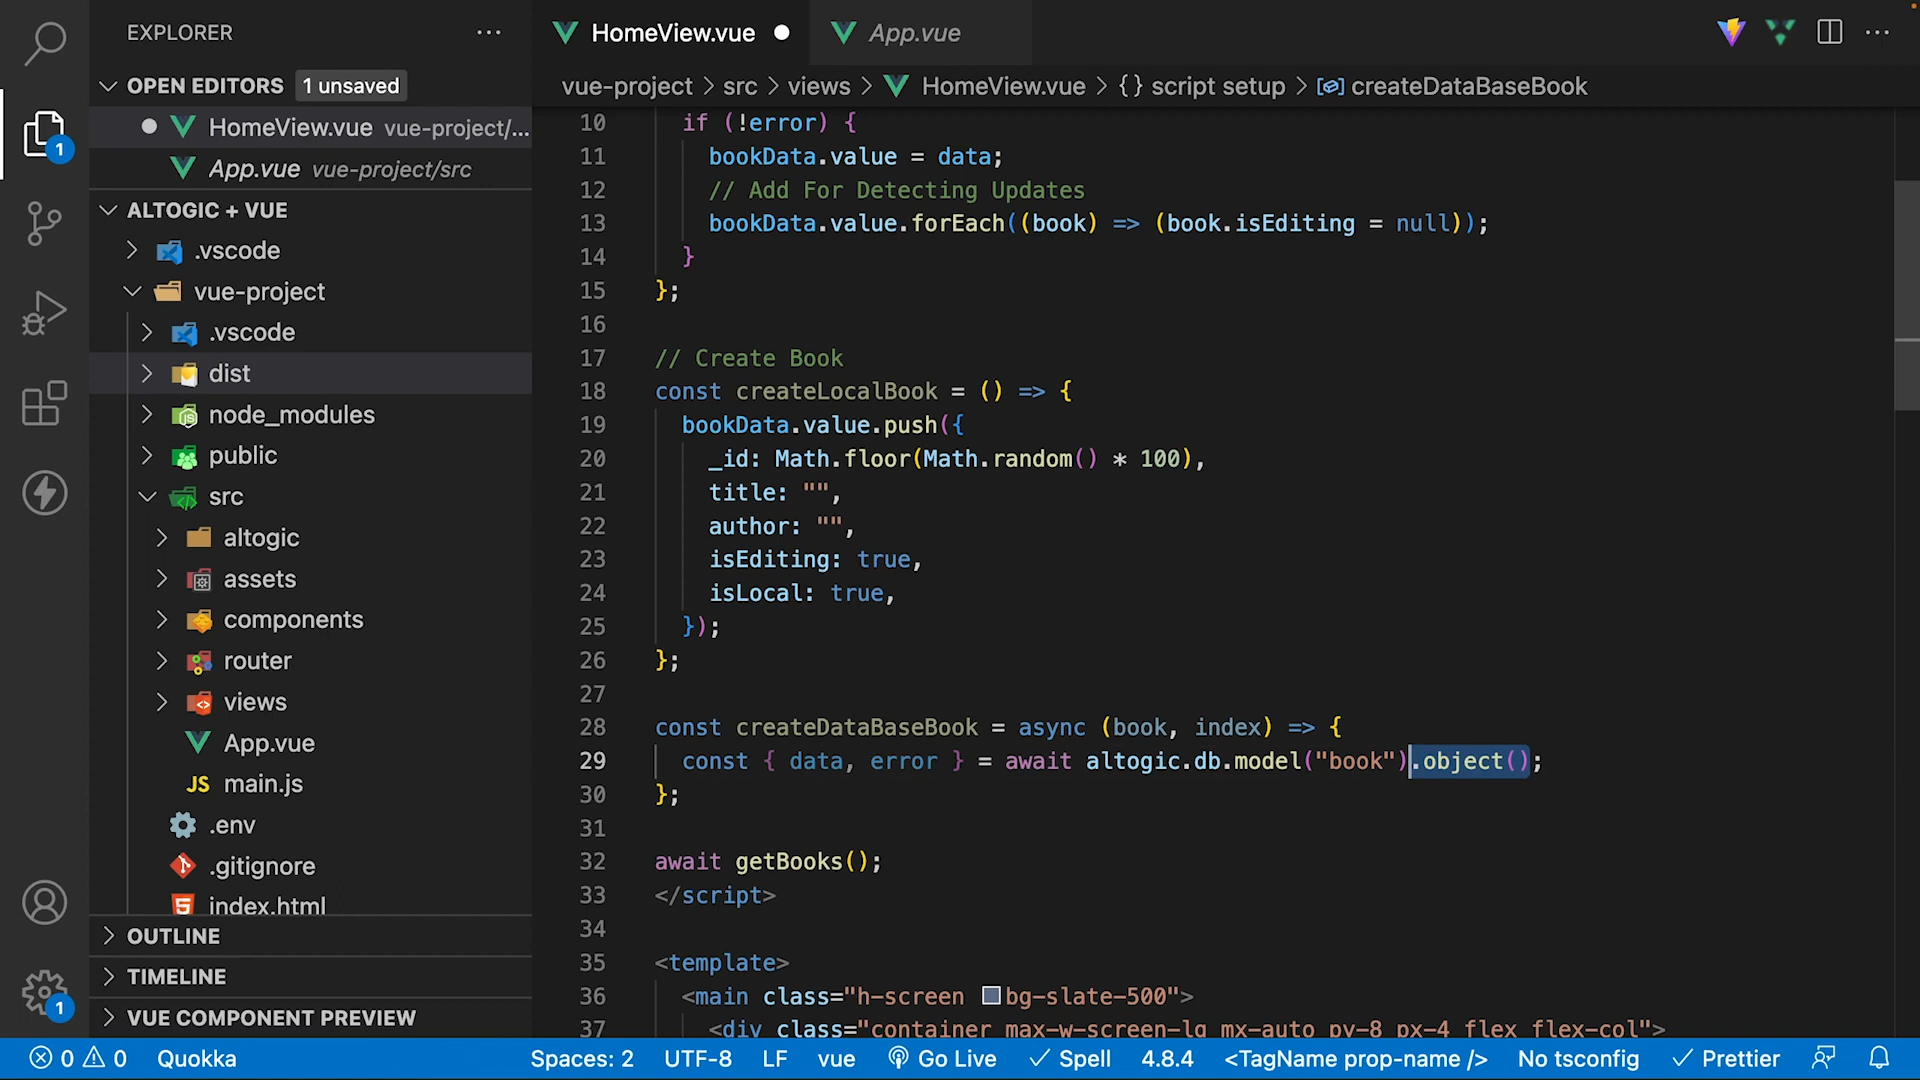 EXPLORER
OPEN EDITORS 1 unsaved
HomeView.vue vue-project/...
App.vue vue-project/src
ALTOGIC + VUE
.vscode
vue-project
.vscode
dist
node_modules
public
src
altogic
assets
components
router
views
App.vue
JS main.js
.env
.gitignore
index.html
OUTLINE
TIMELINE
VUE COMPONENT PREVIEW
1
1
HomeView.vue
App.vue
vue-project > src > views > HomeView.vue > {} script setup > createDataBaseBook
10 if (!error) {
11 bookData.value = data;
12 // Add For Detecting Updates
13 bookData.value.forEach((book) => (book.isEditing = null));
14 }
15 };
16
17 // Create Book
18 const createLocalBook = () => {
19 bookData.value.push({
20 _id: Math.floor(Math.random() * 100),
21 title: "",
22 author: "",
23 isEditing: true,
24 isLocal: true,
25 });
26 };
27
28 const createDataBaseBook = async (book, index) => {
29 const { data, error } = await altogic.db.model("book").object();
30 };
31
32 await getBooks();
33 </script>
34
35 <template>
36 <main class="h-screen bg-slate-500">
37 <div class="container max-w-screen-lg mx-auto py-8 px-4 flex flex-col">
0 0 Quokka Spaces: 2 UTF-8 LF vue Go Live Spell 4.8.4 <TagName prop-name /> No tsconfig Prettier